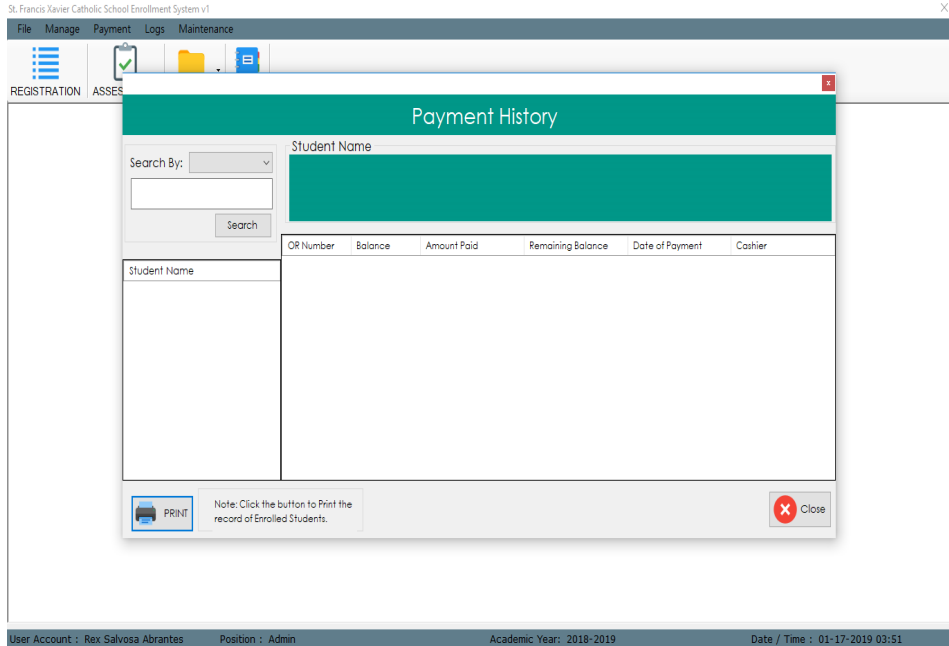 St. Francis Xavier Catholic School Enrollment System v1
File Manage Payment Logs Maintenance
REGISTRATION ASSES
Payment History
Search By:
Search
Student Name
OR Number Balance Amount Paid Remaining Balance Date of Payment Cashier
Student Name
PRINT
Note: Click the button to Print the
record of Enrolled Students.
Close
User Account : Rex Salvosa Abrantes Position : Admin Academic Year: 2018-2019 Date / Time : 01-17-2019 03:51